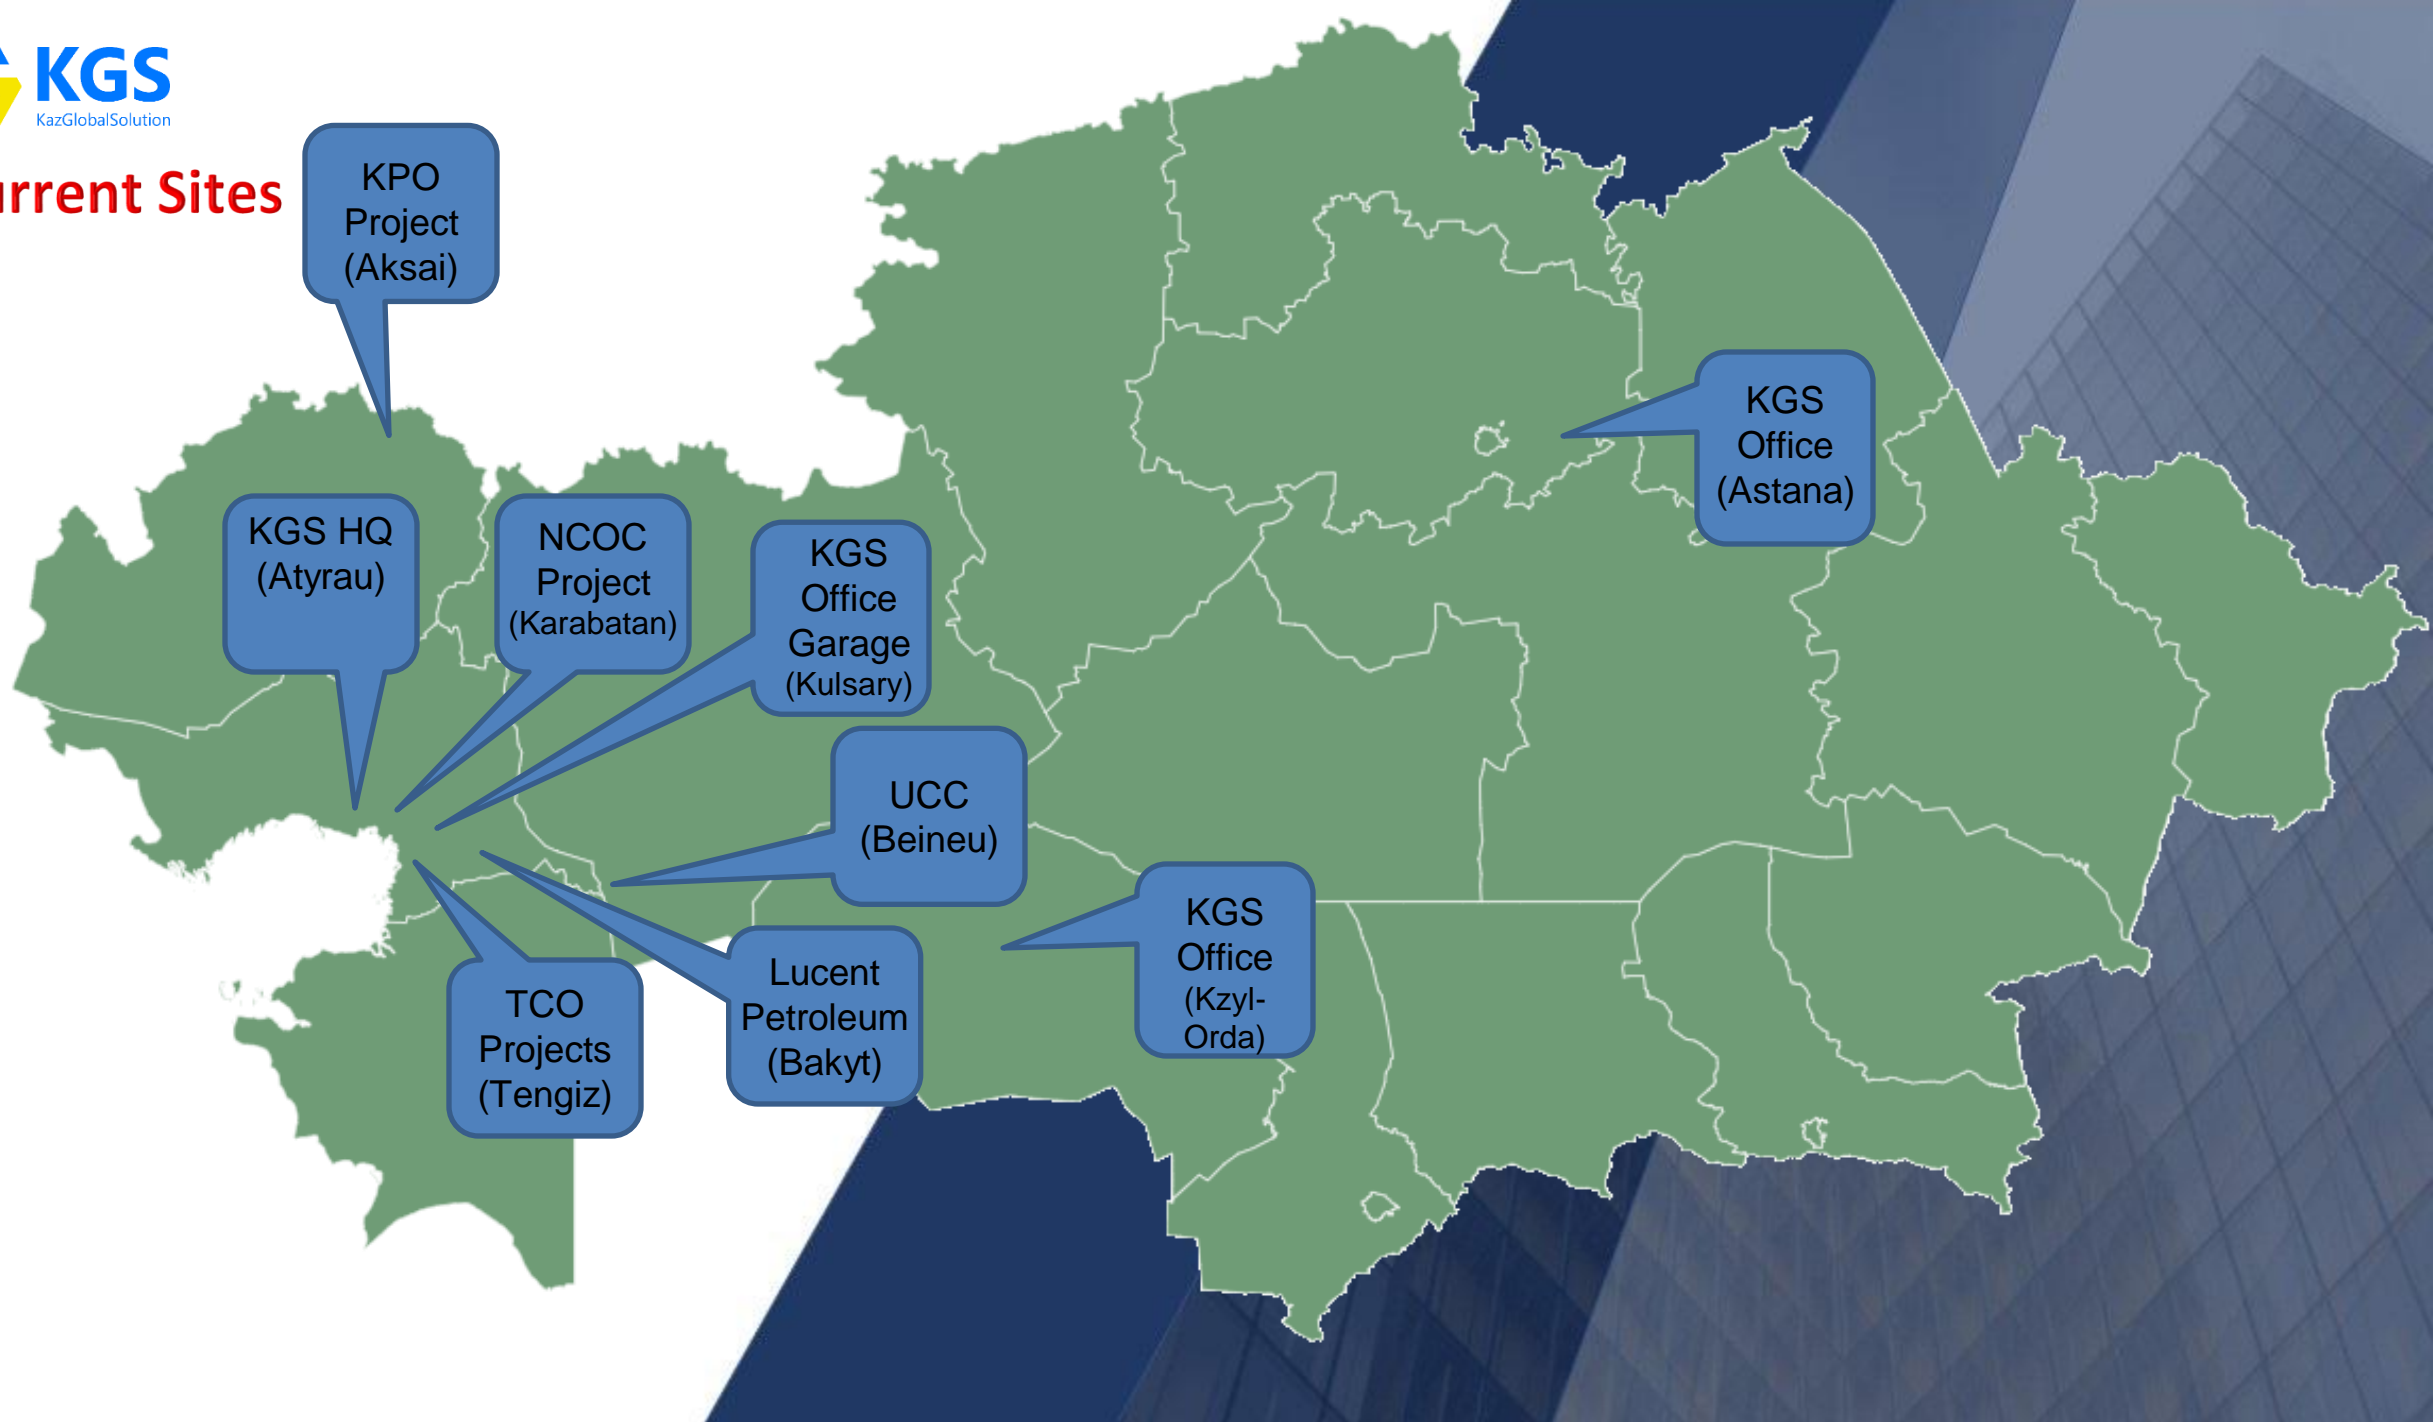 KGS
KazGlobalSolution
urrent Sites
KPO
Project
(Aksai)
KGS
Office
(Astana)
KGS HQ
(Atyrau)
NCOC
Project
(Karabatan)
KGS
Office
Garage
(Kulsary)
UCC
(Beineu)
KGS
Office
(Kzyl-
Orda)
Lucent
Petroleum
(Bakyt)
TCO
Projects
(Tengiz)